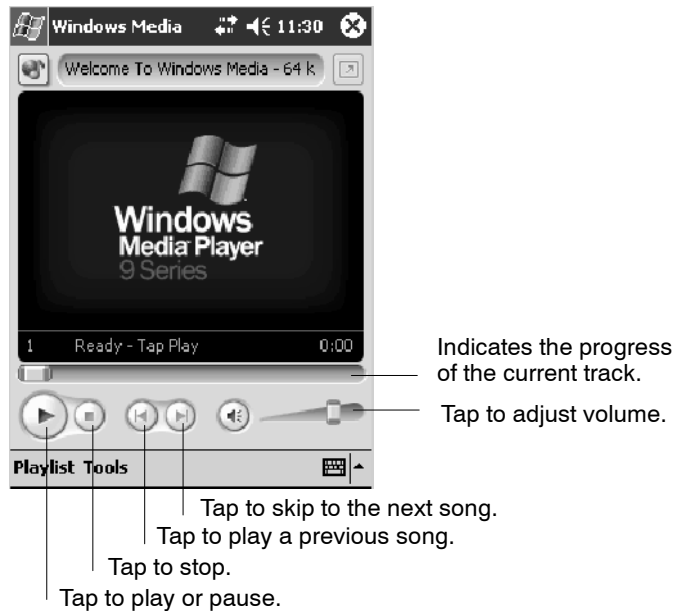 Windows Media 11:30
Welcome To Windows Media - 64 k
Windows
Media Player
9 Series
1 Ready - Tap Play 0:00
Indicates the progress
of the current track.
Tap to adjust volume.
Playlist Tools
Tap to skip to the next song.
Tap to play a previous song.
Tap to stop.
Tap to play or pause.